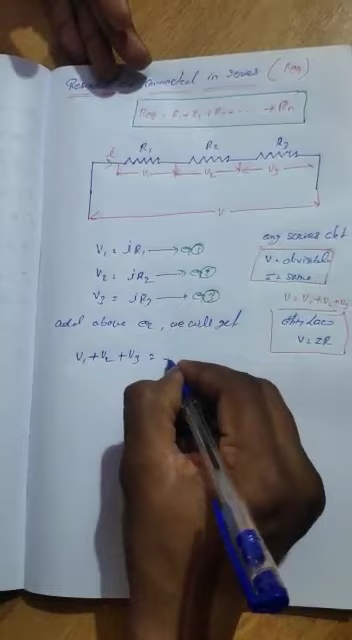 connected in series (Req)
Req = R1 + R2 + R3 + ... + Rn
i R1 R2 R3
V1 V2 V3
V
V1 = iR1 → eq ①
V2 = iR2 → eq ②
V3 = iR3 → eq ③
any series ckt
V = divisible
I = same
V = V1+V2+V3
ohm Law
V = IR
add above eq, we will get
V1 + V2 + V3 =